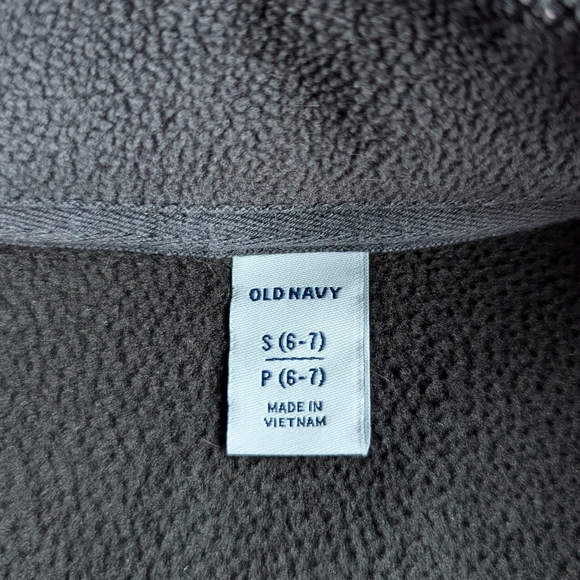 OLD NAVY
S (6-7)
P (6-7)
MADE IN
VIETNAM